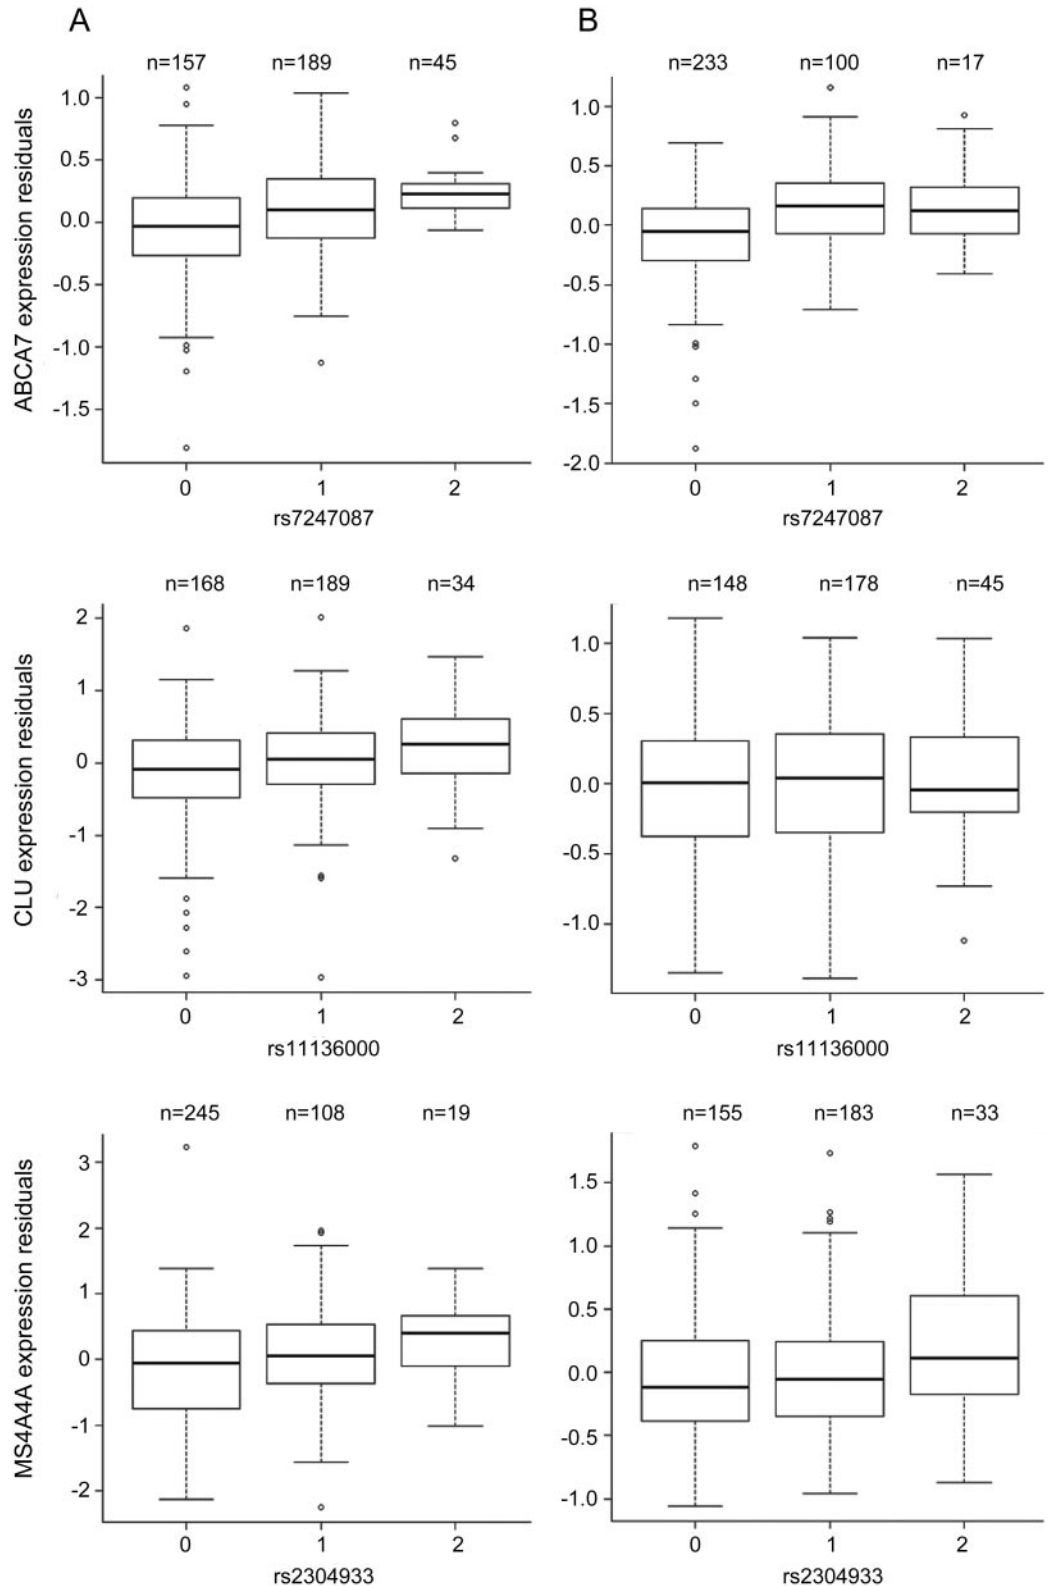 A
B
n=157 n=189 n=45
n=233 n=100 n=17
ABCA7 expression residuals
1.0
0.5
0.0
-0.5
-1.0
-1.5
0 1 2
rs7247087
1.0
0.5
0.0
-0.5
-1.0
-1.5
-2.0
0 1 2
rs7247087
n=168 n=189 n=34
n=148 n=178 n=45
CLU expression residuals
2
1
0
-1
-2
-3
0 1 2
rs11136000
1.0
0.5
0.0
-0.5
-1.0
0 1 2
rs11136000
n=245 n=108 n=19
n=155 n=183 n=33
MS4A4A expression residuals
3
2
1
0
-1
-2
0 1 2
rs2304933
1.5
1.0
0.5
0.0
-0.5
-1.0
0 1 2
rs2304933